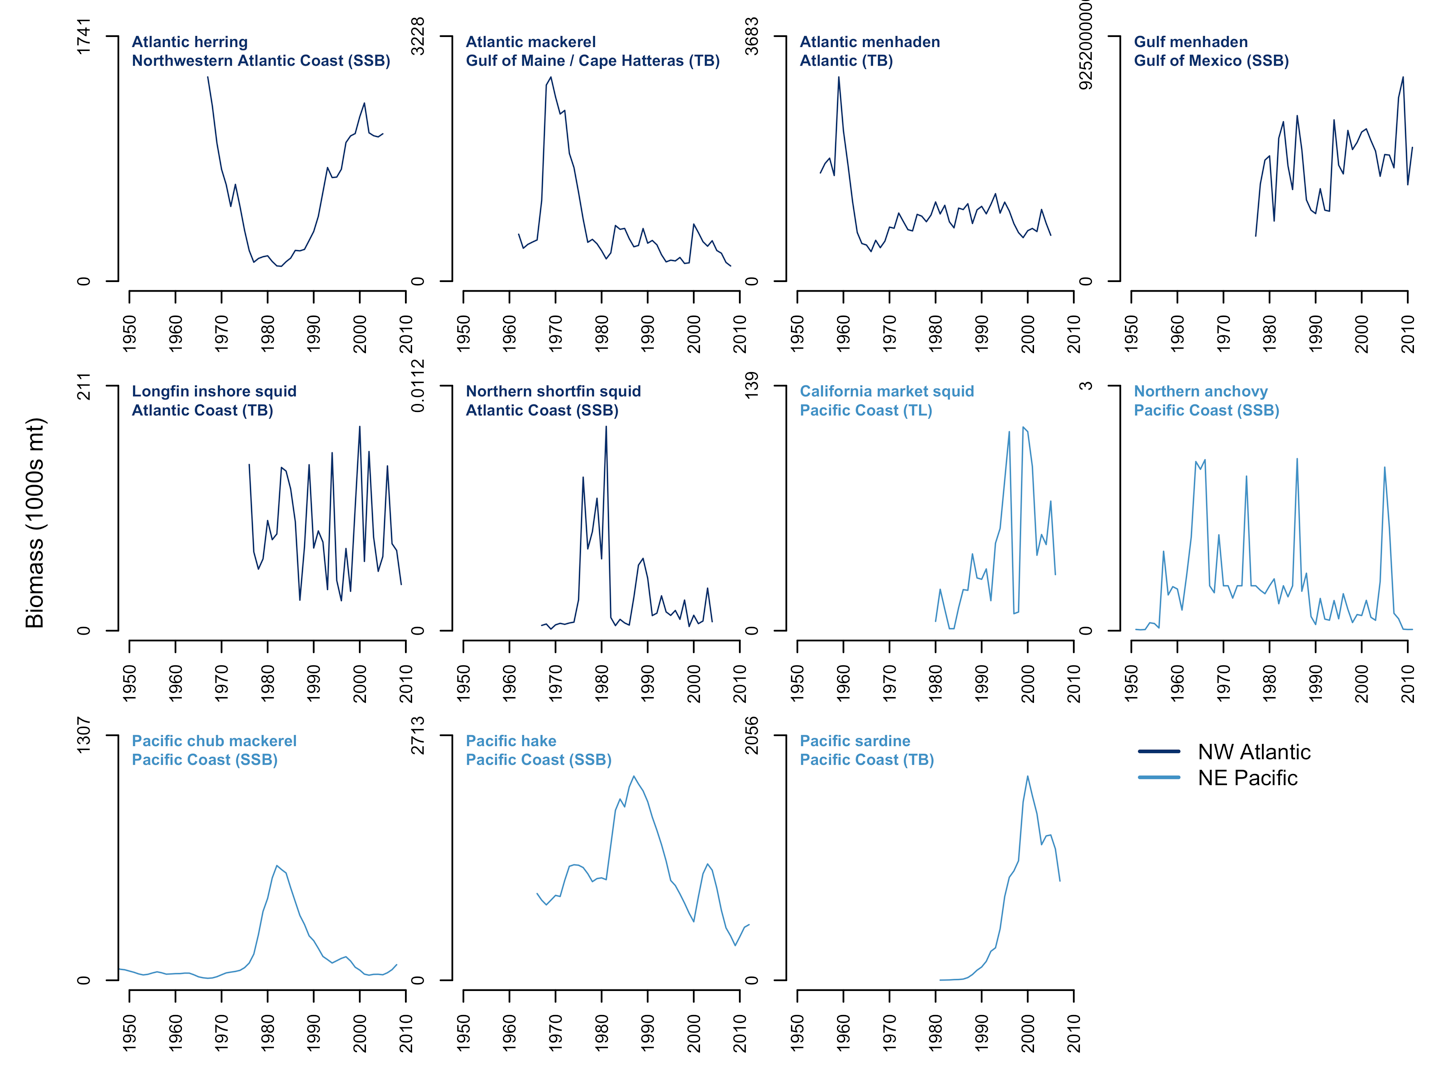 Biomass (1000s mt)
Atlantic herring
Northwestern Atlantic Coast (SSB)
0
1741
1950 1960 1970 1980 1990 2000 2010
Atlantic mackerel
Gulf of Maine / Cape Hatteras (TB)
0
3228
1950 1960 1970 1980 1990 2000 2010
Atlantic menhaden
Atlantic (TB)
0
3683
1950 1960 1970 1980 1990 2000 2010
Gulf menhaden
Gulf of Mexico (SSB)
0
1950 1960 1970 1980 1990 2000 2010
Longfin inshore squid
Atlantic Coast (TB)
0
211
1950 1960 1970 1980 1990 2000 2010
Northern shortfin squid
Atlantic Coast (SSB)
0
0.0112
1950 1960 1970 1980 1990 2000 2010
California market squid
Pacific Coast (TL)
0
139
1950 1960 1970 1980 1990 2000 2010
Northern anchovy
Pacific Coast (SSB)
0
3
1950 1960 1970 1980 1990 2000 2010
Pacific chub mackerel
Pacific Coast (SSB)
0
1307
1950 1960 1970 1980 1990 2000 2010
Pacific hake
Pacific Coast (SSB)
0
2713
1950 1960 1970 1980 1990 2000 2010
Pacific sardine
Pacific Coast (TB)
0
2056
1950 1960 1970 1980 1990 2000 2010
NW Atlantic
NE Pacific